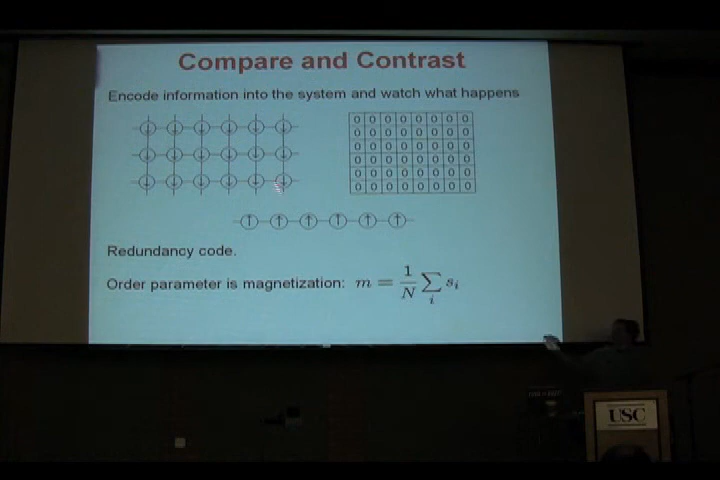 Compare and Contrast
Encode information into the system and watch what happens
0 0 0 0 0 0 0 0
0 0 0 0 0 0 0 0
0 0 0 0 0 0 0 0
0 0 0 0 0 0 0 0
0 0 0 0 0 0 0 0
0 0 0 0 0 0 0 0
Redundancy code.
Order parameter is magnetization: m = 1/N ∑_i s_i
USC